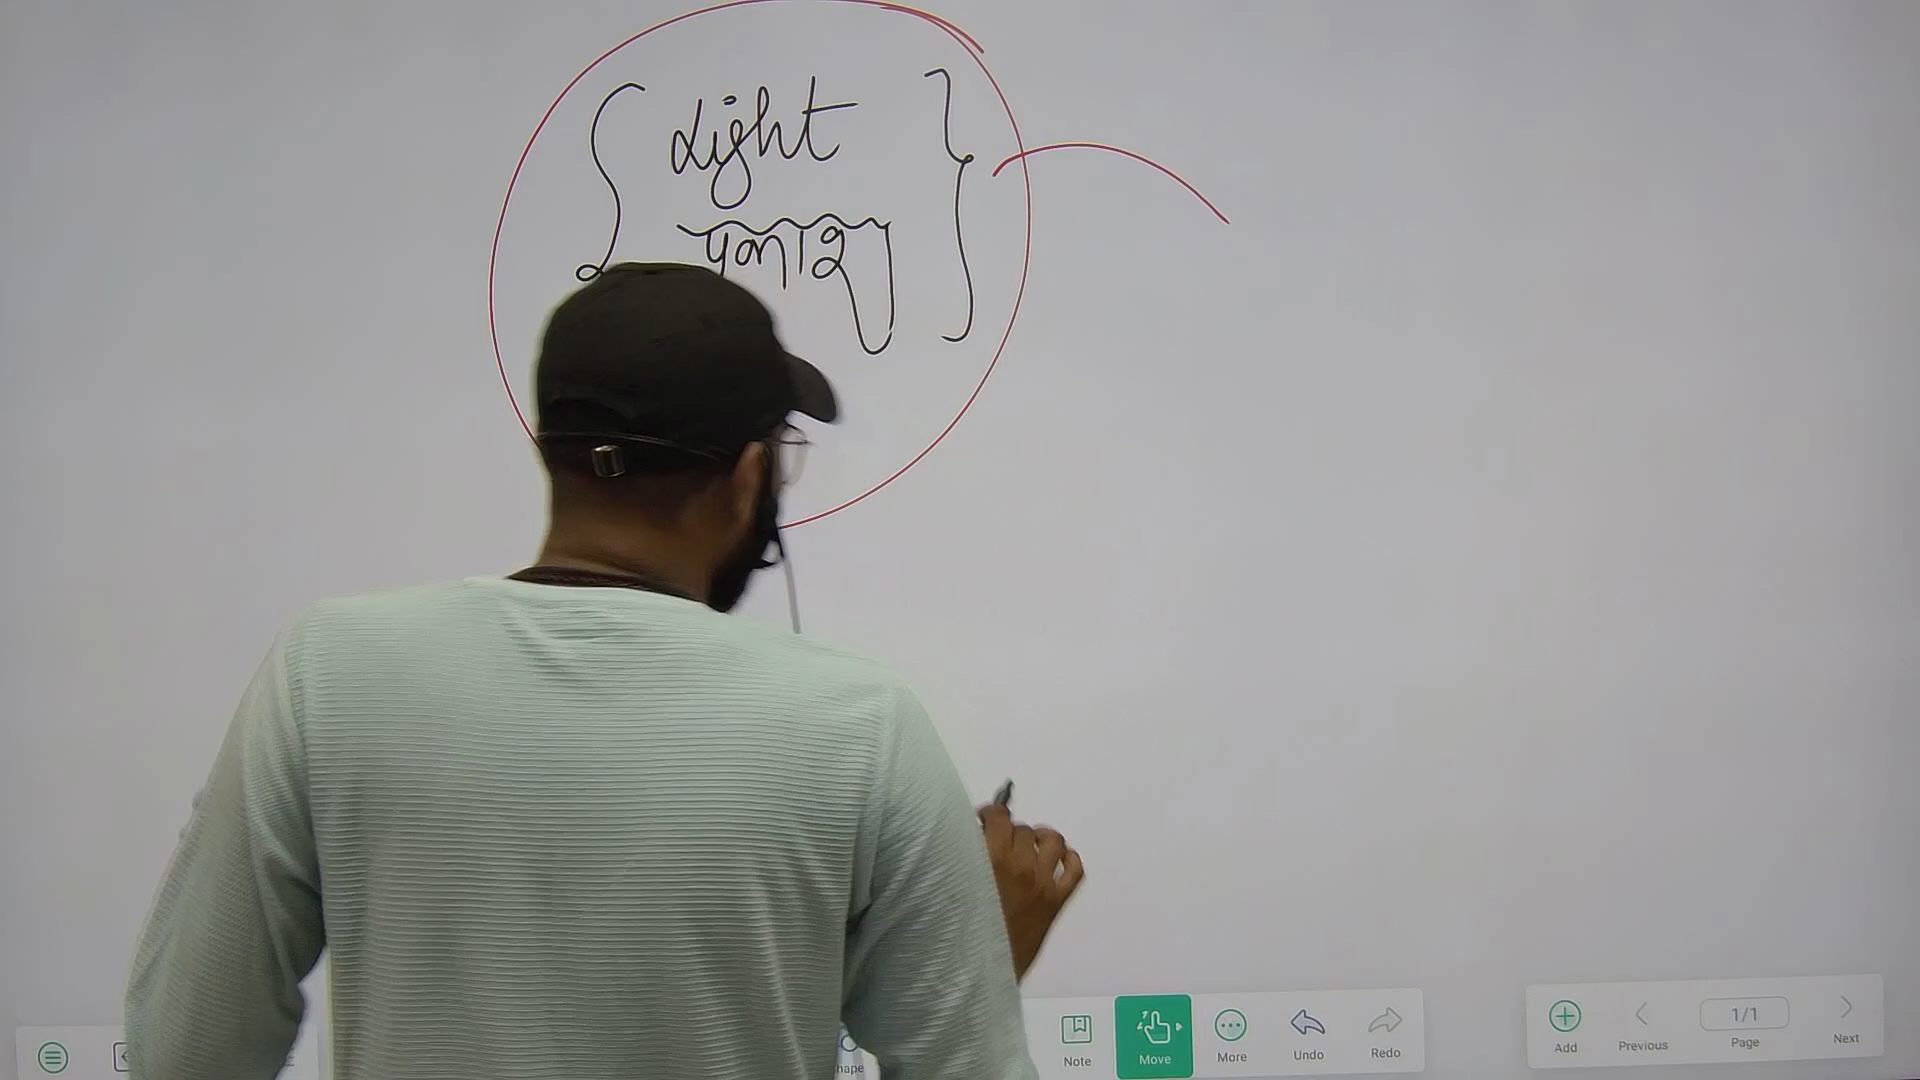 Light
प्रकाश
Note
Move
More
Undo
Redo
Add
Previous
1/1
Page
Next